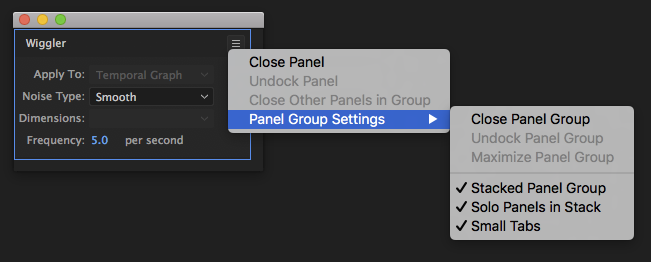 Wiggler
Apply To: Temporal Graph
Noise Type: Smooth
Dimensions:
Frequency: 5.0 per second
Close Panel
Undock Panel
Close Other Panels in Group
Panel Group Settings
Close Panel Group
Undock Panel Group
Maximize Panel Group
Stacked Panel Group
Solo Panels in Stack
Small Tabs